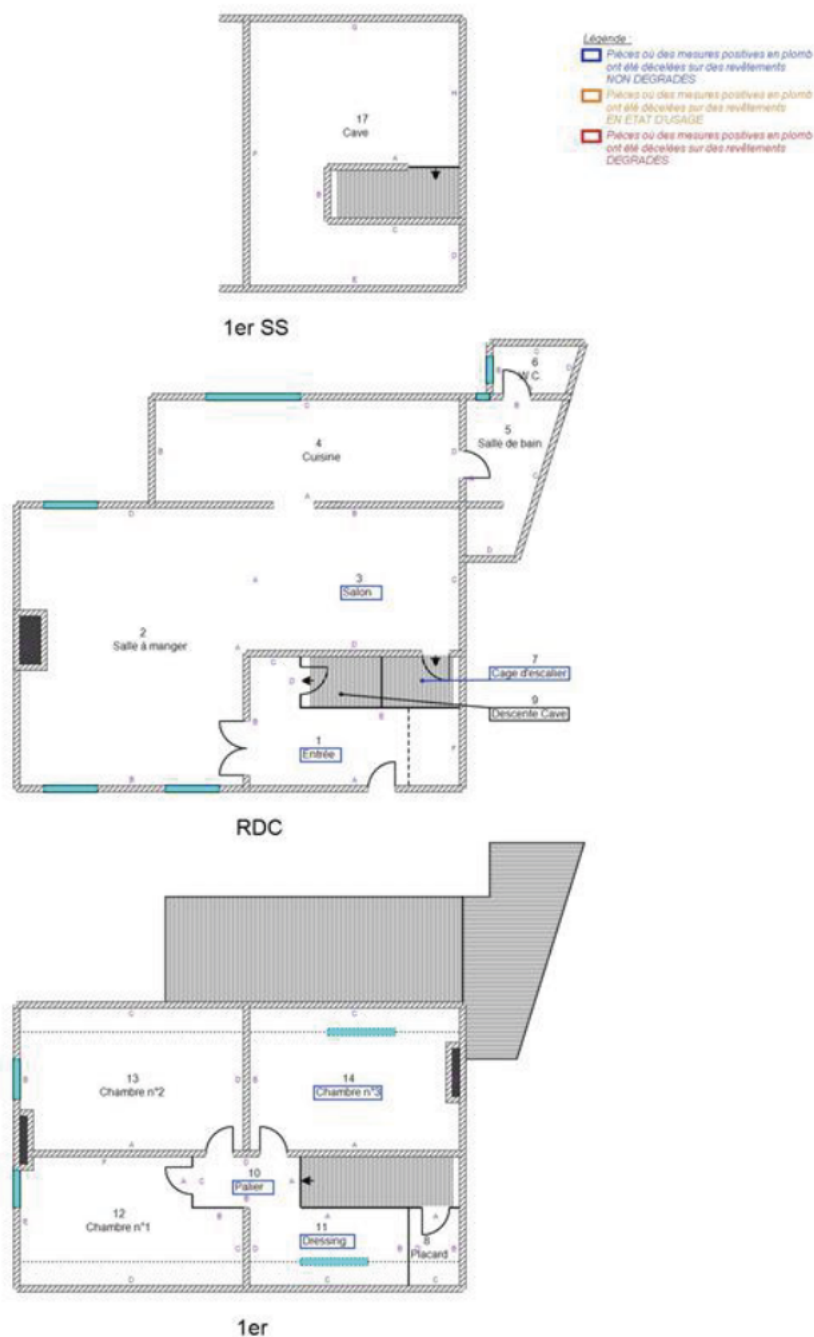 Légende :
Pièces où des mesures positives en plomb
ont été décelées sur des revêtements
NON DEGRADES
Pièces où des mesures positives en plomb
ont été décelées sur des revêtements
EN ETAT D'USAGE
Pièces où des mesures positives en plomb
ont été décelées sur des revêtements
DEGRADES
G
H
17
Cave
F
A
B
C
D
E
1er SS
6
W.C.
C
B
D
4
Cuisine
5
Salle de bain
B
C
D
A
D
B
3
Salon
A
C
D
2
Salle à manger
A
7
Cage d'escalier
9
Descente Cave
C
D
B
E
F
1
Entrée
B
A
RDC
C
13
Chambre n°2
B
D
A
14
Chambre n°3
B
A
10
Palier
A
C
A
12
Chambre n°1
F
B
C
D
11
Dressing
A
D
B
C
8
Placard
A
B
C
1er